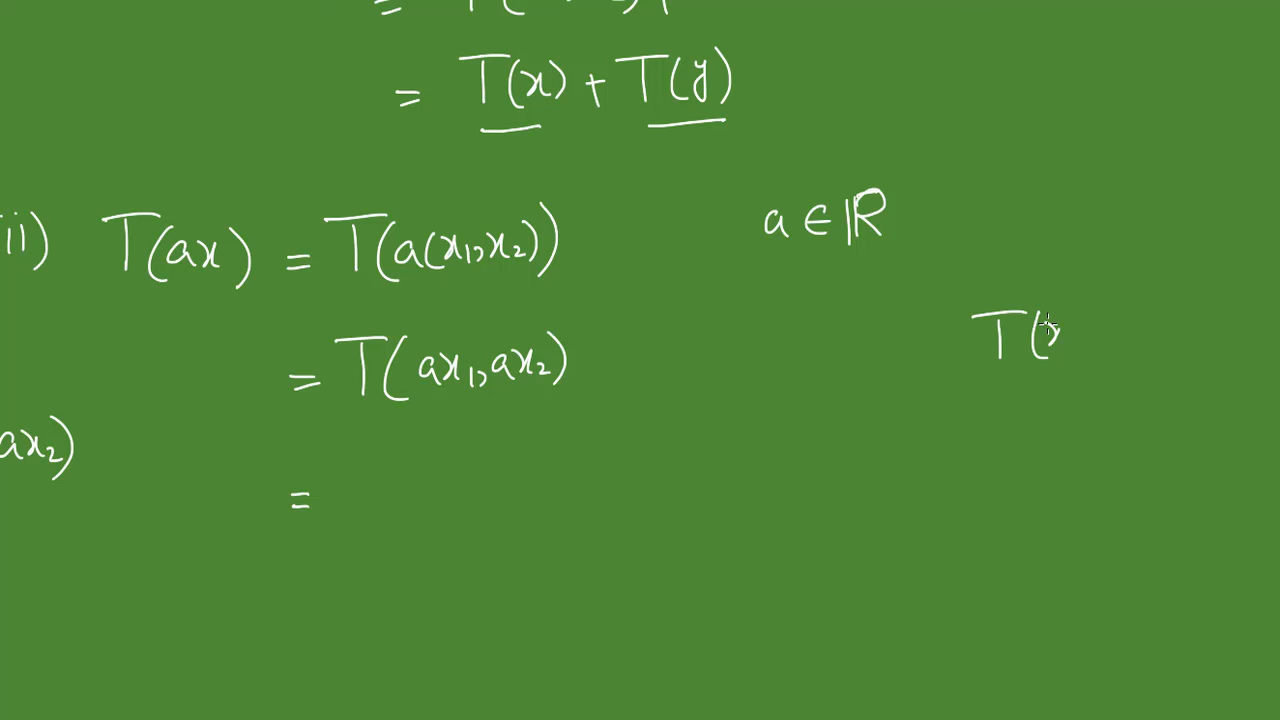 = T(x) + T(y)
ii) T(ax) = T(a(x₁,x₂)) a ∈ ℝ
T(x
= T(ax₁,ax₂)
ax₂)
=